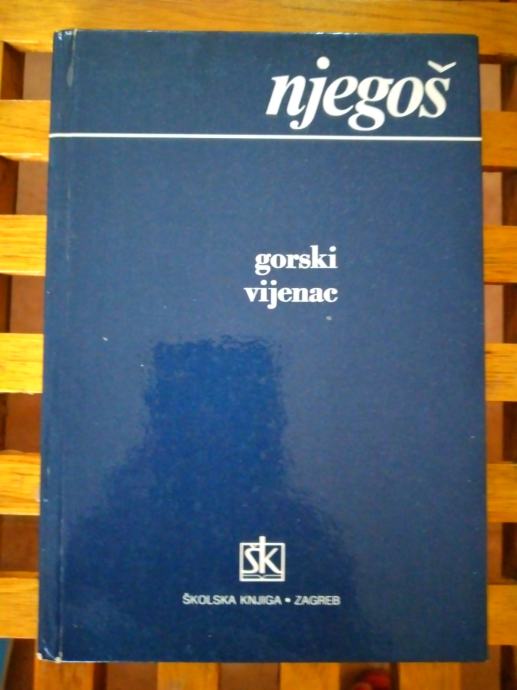 njegoš
gorski
vijenac
ŠK
ŠKOLSKA KNJIGA • ZAGREB